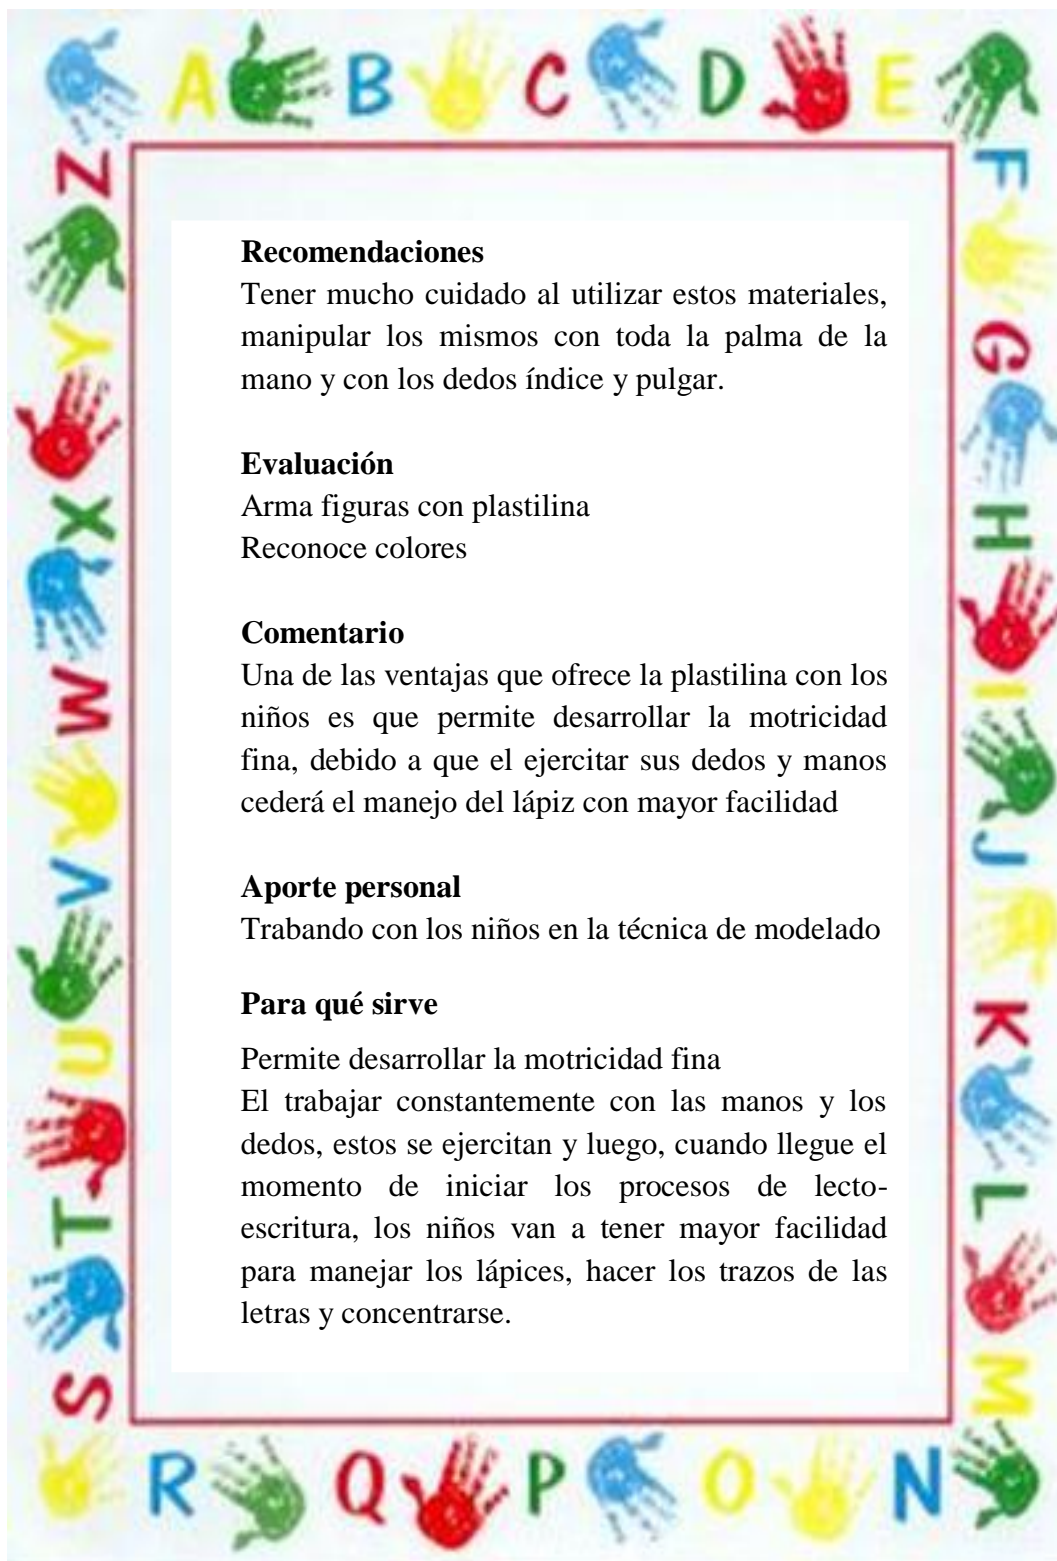 A B C D E
F
G
H
I
J
K
L
M
N
O
P
Q
R
S
T
U
V
W
X
Y
Z
Recomendaciones
Tener mucho cuidado al utilizar estos materiales,
manipular los mismos con toda la palma de la
mano y con los dedos índice y pulgar.
Evaluación
Arma figuras con plastilina
Reconoce colores
Comentario
Una de las ventajas que ofrece la plastilina con los
niños es que permite desarrollar la motricidad
fina, debido a que el ejercitar sus dedos y manos
cederá el manejo del lápiz con mayor facilidad
Aporte personal
Trabando con los niños en la técnica de modelado
Para qué sirve
Permite desarrollar la motricidad fina
El trabajar constantemente con las manos y los
dedos, estos se ejercitan y luego, cuando llegue el
momento de iniciar los procesos de lecto-
escritura, los niños van a tener mayor facilidad
para manejar los lápices, hacer los trazos de las
letras y concentrarse.